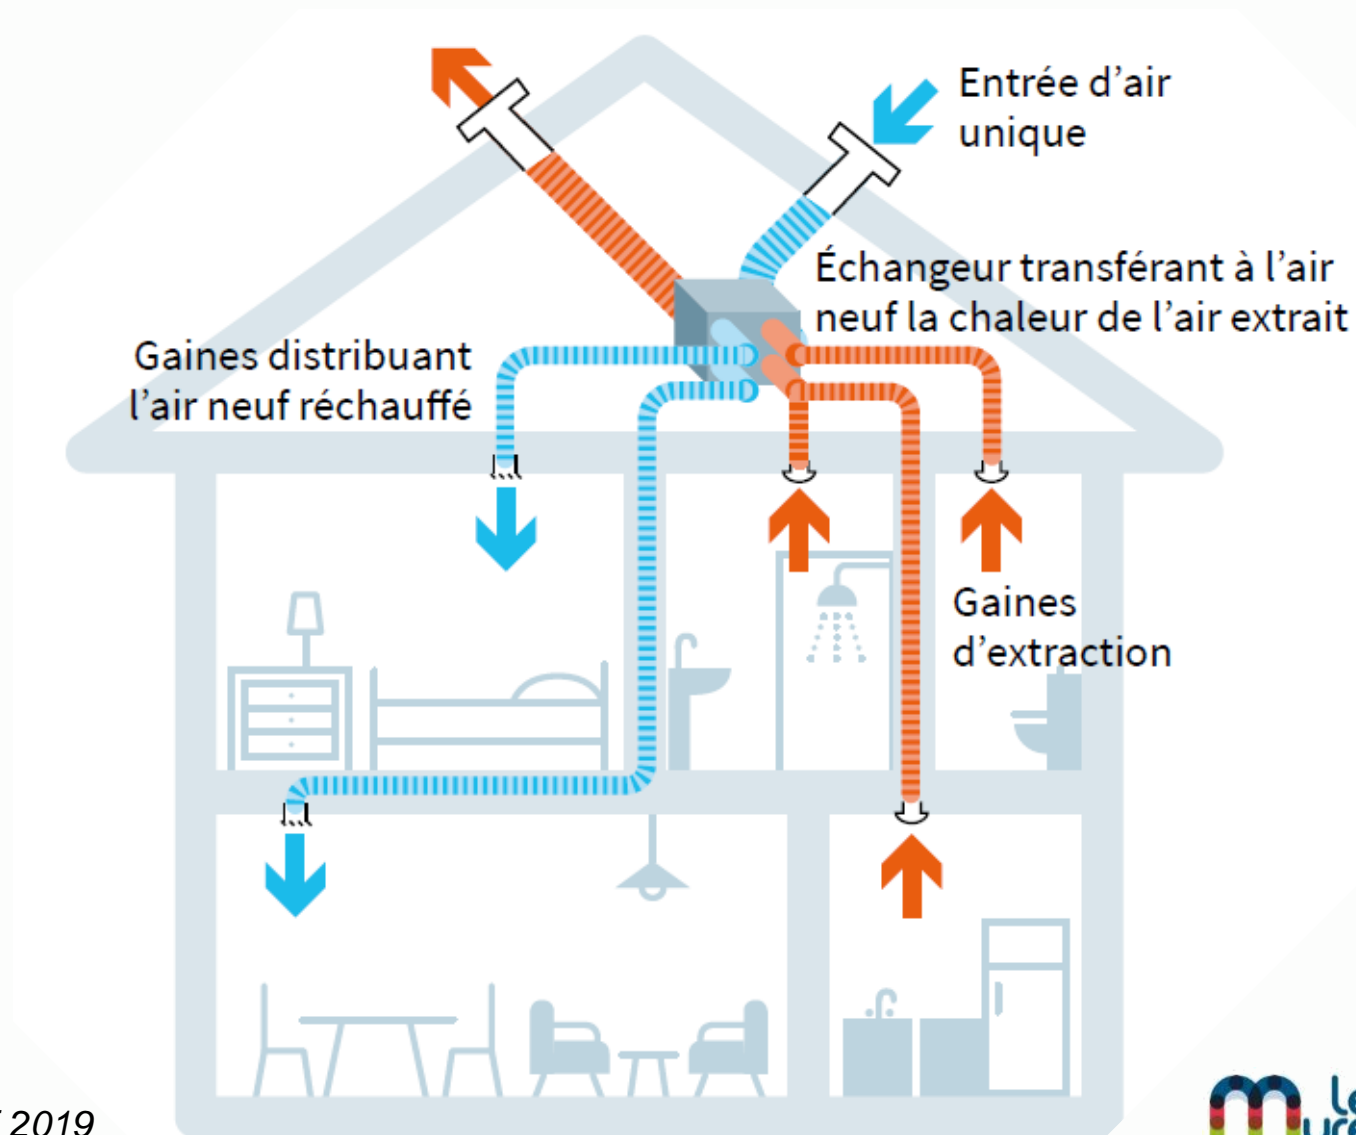 Entrée d'air
unique
Échangeur transférant à l'air
neuf la chaleur de l'air extrait
Gaines distribuant
l'air neuf réchauffé
Gaines
d'extraction
2019